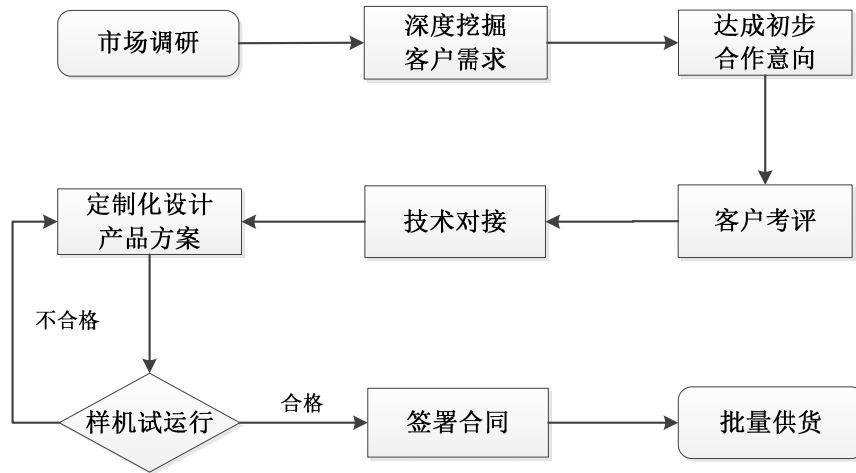 市场调研
深度挖掘
客户需求
达成初步
合作意向
客户考评
技术对接
定制化设计
产品方案
不合格
样机试运行
合格
签署合同
批量供货